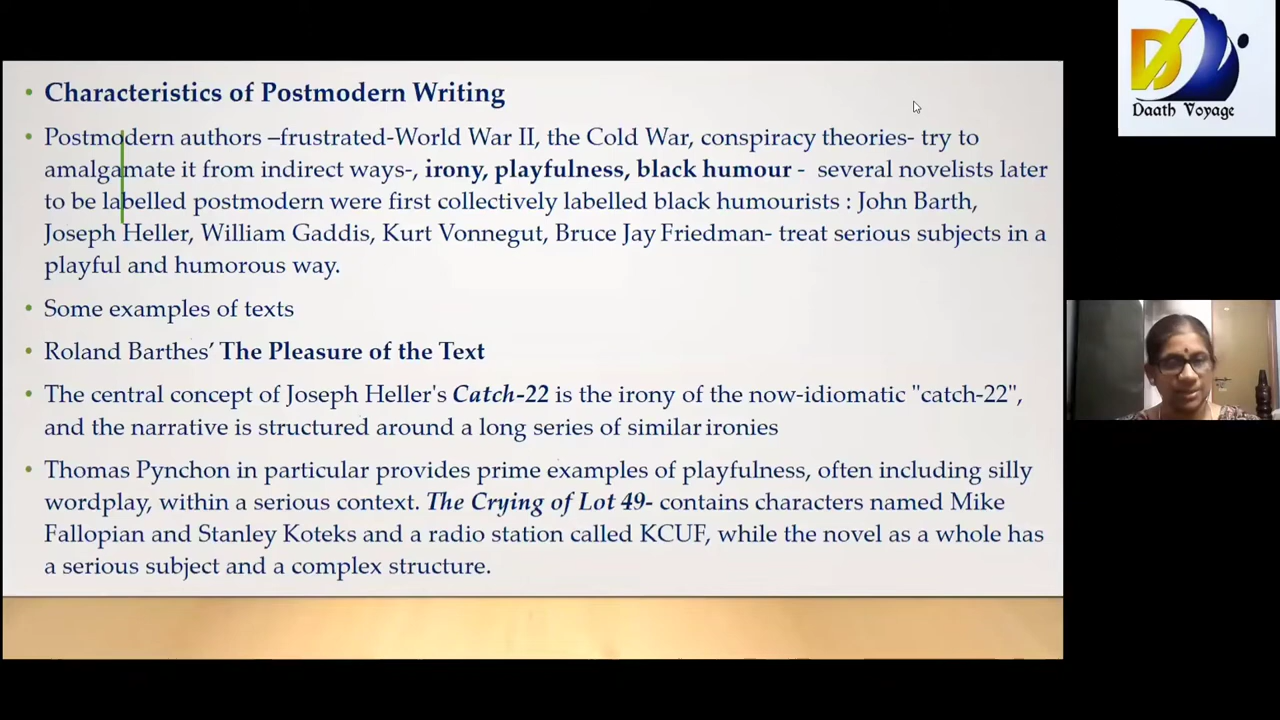 Characteristics of Postmodern Writing
Postmodern authors –frustrated-World War II, the Cold War, conspiracy theories- try to
amalgamate it from indirect ways-, irony, playfulness, black humour - several novelists later
to be labelled postmodern were first collectively labelled black humourists : John Barth,
Joseph Heller, William Gaddis, Kurt Vonnegut, Bruce Jay Friedman- treat serious subjects in a
playful and humorous way.
Some examples of texts
Roland Barthes’ The Pleasure of the Text
The central concept of Joseph Heller's Catch-22 is the irony of the now-idiomatic "catch-22",
and the narrative is structured around a long series of similar ironies
Thomas Pynchon in particular provides prime examples of playfulness, often including silly
wordplay, within a serious context. The Crying of Lot 49- contains characters named Mike
Fallopian and Stanley Koteks and a radio station called KCUF, while the novel as a whole has
a serious subject and a complex structure.
Daath Voyage